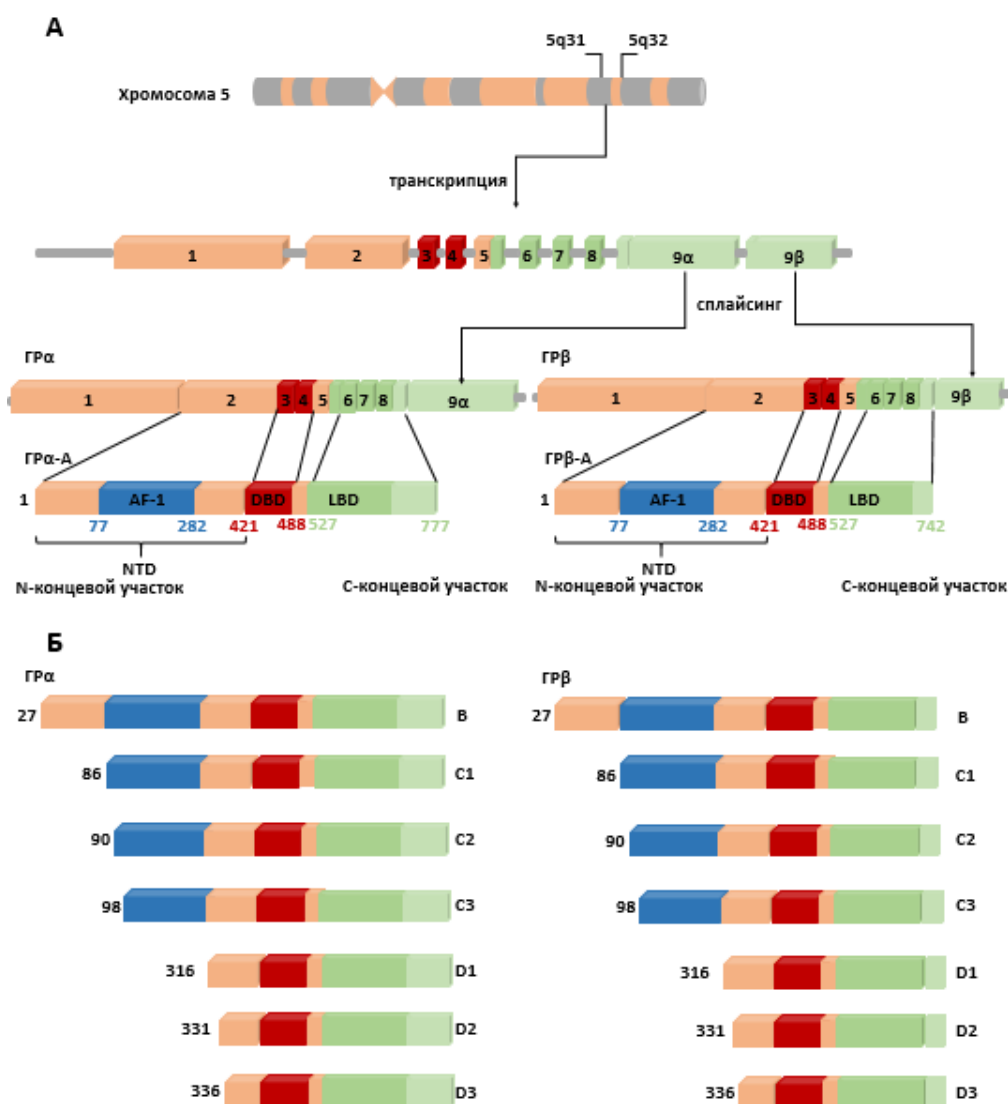 А
5q31 5q32
Хромосома 5
транскрипция
1 2 3 4 5 6 7 8 9α 9β
сплайсинг
ГРα ГРβ
1 2 3 4 5 6 7 8 9α 1 2 3 4 5 6 7 8 9β
ГРα-А ГРβ-А
1 AF-1 DBD LBD 1 AF-1 DBD LBD
77 282 421 488 527 777 77 282 421 488 527 742
NTD NTD
N-концевой участок С-концевой участок N-концевой участок С-концевой участок
Б
ГРα ГРβ
27 B 27 B
86 C1 86 C1
90 C2 90 C2
98 C3 98 C3
316 D1 316 D1
331 D2 331 D2
336 D3 336 D3